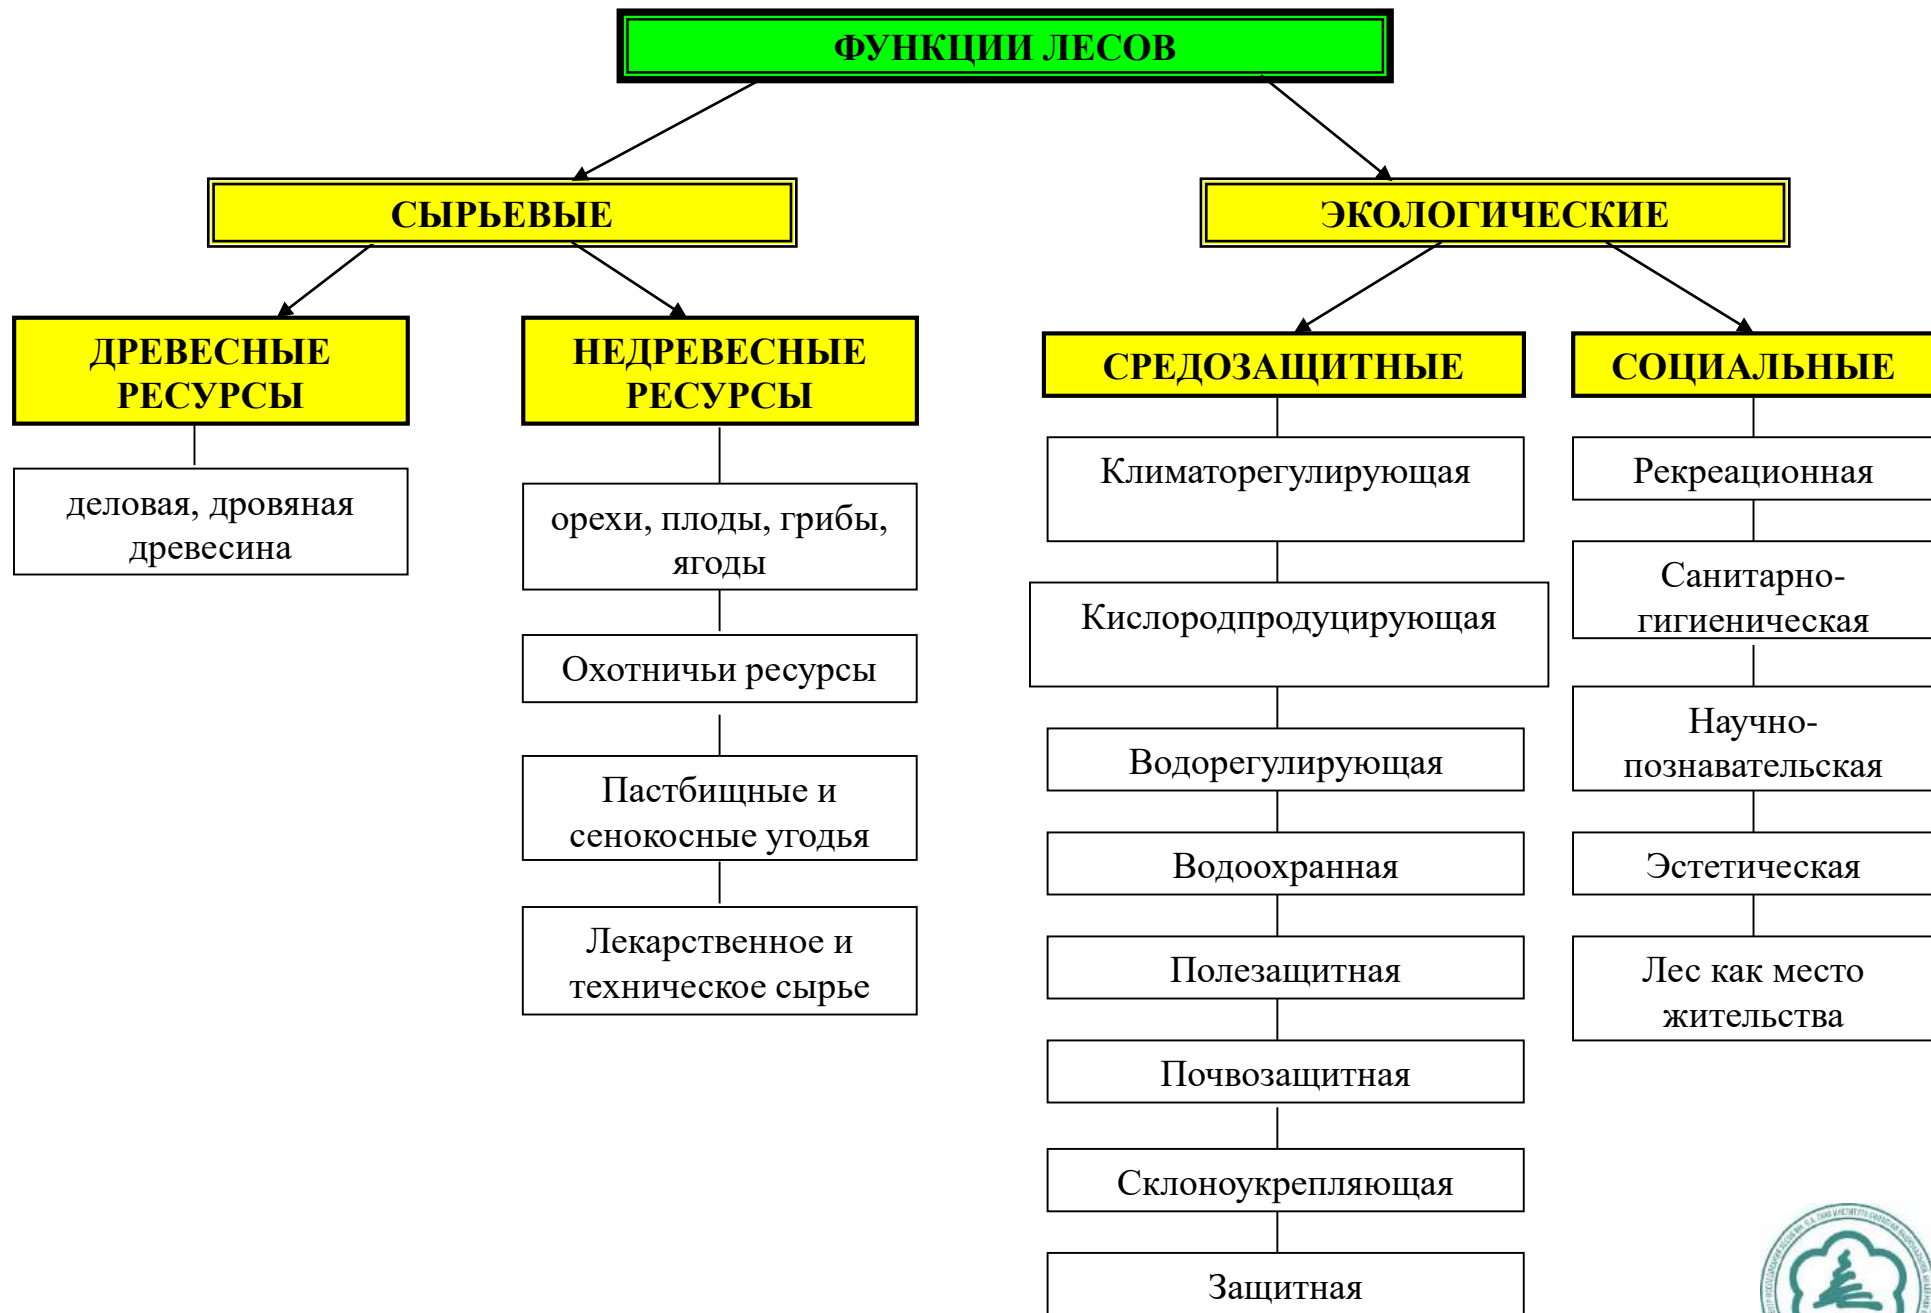 ФУНКЦИИ ЛЕСОВ
СЫРЬЕВЫЕ
ЭКОЛОГИЧЕСКИЕ
ДРЕВЕСНЫЕ
РЕСУРСЫ
НЕДРЕВЕСНЫЕ
РЕСУРСЫ
СРЕДОЗАЩИТНЫЕ
СОЦИАЛЬНЫЕ
деловая, дровяная
древесина
орехи, плоды, грибы,
ягоды
Охотничьи ресурсы
Пастбищные и
сенокосные угодья
Лекарственное и
техническое сырье
Климаторегулирующая
Кислородпродуцирующая
Водорегулирующая
Водоохранная
Полезащитная
Почвозащитная
Склоноукрепляющая
Защитная
Рекреационная
Санитарно-
гигиеническая
Научно-
познавательская
Эстетическая
Лес как место
жительства